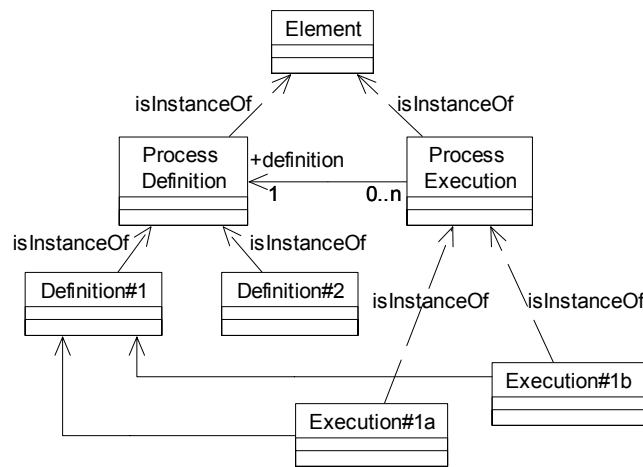 Element
isInstanceOf
isInstanceOf
Process
Definition
+definition
1
0..n
Process
Execution
isInstanceOf
isInstanceOf
Definition#1
Definition#2
isInstanceOf
isInstanceOf
Execution#1b
Execution#1a